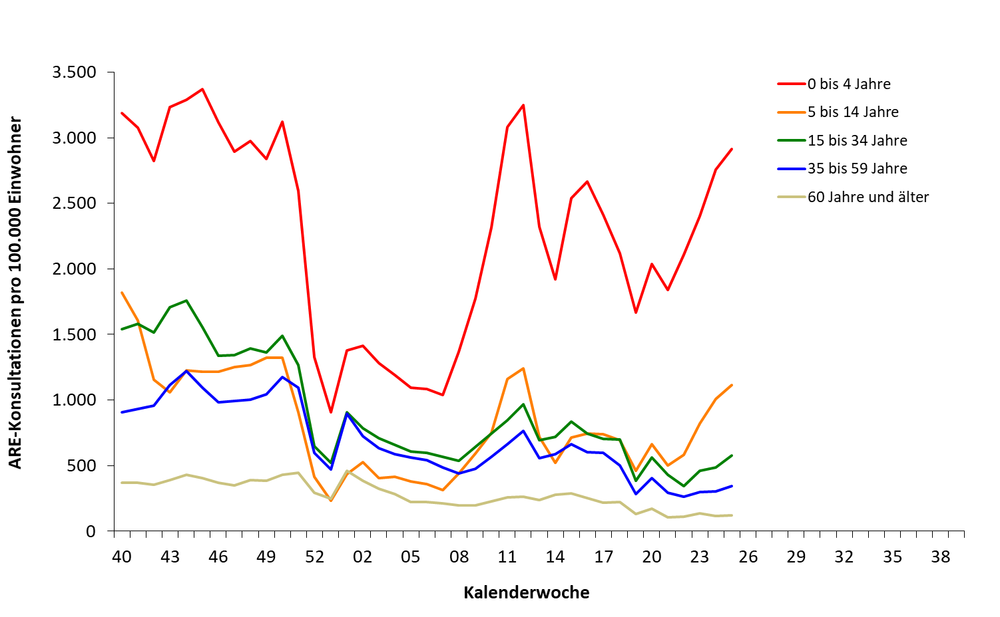 3.500
3.000
2.500
2.000
1.500
1.000
500
0
ARE-Konsultationen pro 100.000 Einwohner
0 bis 4 Jahre
5 bis 14 Jahre
15 bis 34 Jahre
35 bis 59 Jahre
60 Jahre und älter
40 43 46 49 52 02 05 08 11 14 17 20 23 26 29 32 35 38
Kalenderwoche